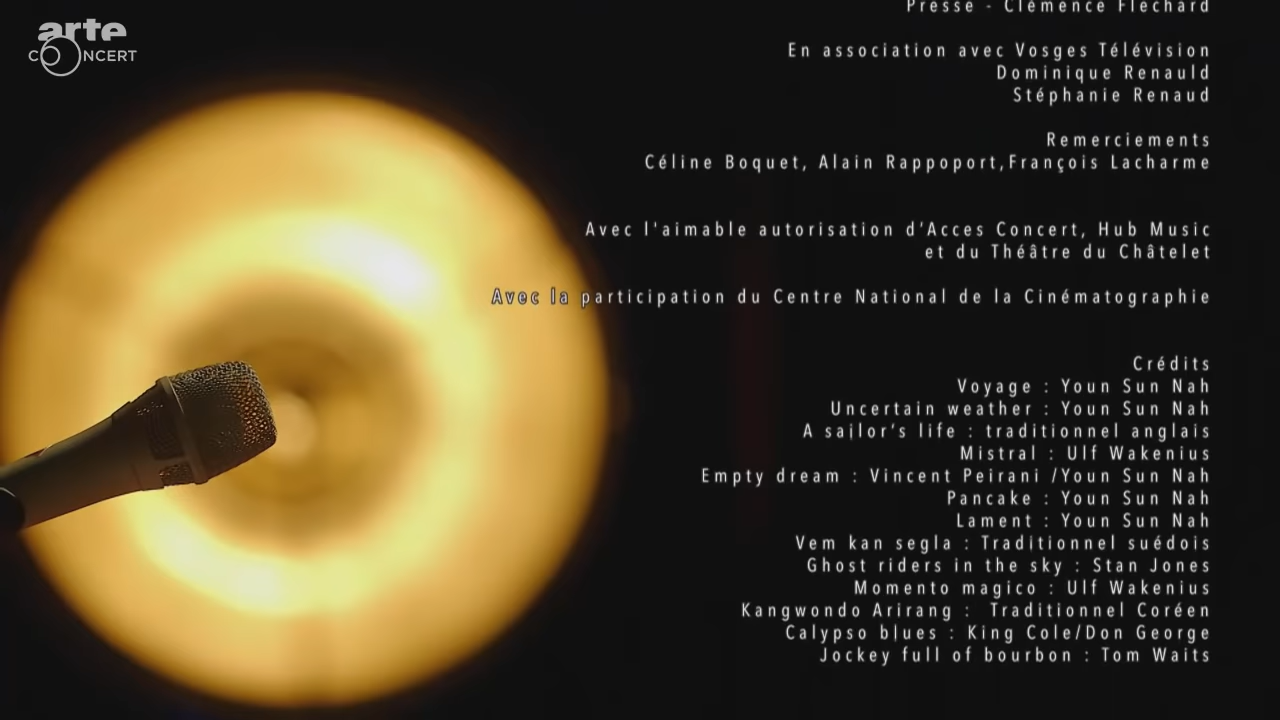 arte
CONCERT
Presse - Clémence Fléchard
En association avec Vosges Télévision
Dominique Renauld
Stéphanie Renaud
Remerciements
Céline Boquet, Alain Rappoport,François Lacharme
Avec l'aimable autorisation d'Acces Concert, Hub Music
et du Théâtre du Châtelet
Avec la participation du Centre National de la Cinématographie
Crédits
Voyage : Youn Sun Nah
Uncertain weather : Youn Sun Nah
A sailor's life : traditionnel anglais
Mistral : Ulf Wakenius
Empty dream : Vincent Peirani /Youn Sun Nah
Pancake : Youn Sun Nah
Lament : Youn Sun Nah
Vem kan segla : Traditionnel suédois
Ghost riders in the sky : Stan Jones
Momento magico : Ulf Wakenius
Kangwondo Arirang :  Traditionnel Coréen
Calypso blues : King Cole/Don George
Jockey full of bourbon : Tom Waits